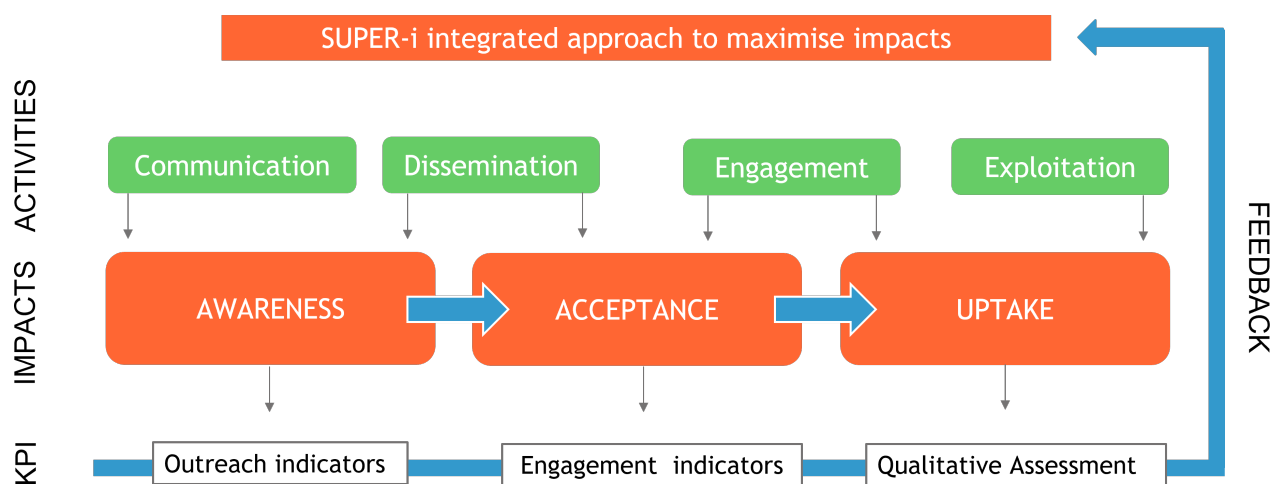 SUPER-i integrated approach to maximise impacts
ACTIVITIES
Communication
Dissemination
Engagement
Exploitation
IMPACTS
AWARENESS
ACCEPTANCE
UPTAKE
FEEDBACK
KPI
Outreach indicators
Engagement indicators
Qualitative Assessment